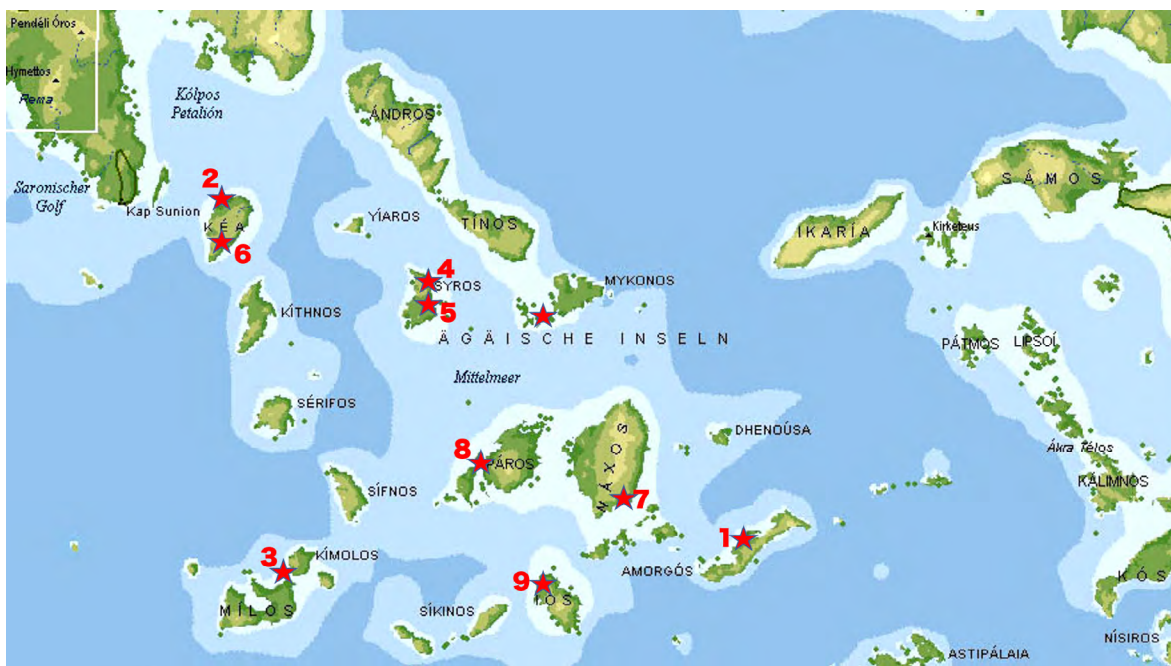 Pendéli Óros
Hymettos
Rema
Kólpos
Petalión
ÁNDROS
Saronischer
Golf
Kap Sunion
2
KÉA
6
YÍAROS
TÍNOS
SÁMOS
IKARÍA
Kirketeus
4
SYROS
5
MYKONOS
KÍTHNOS
ÄGÄISCHE INSELN
PÁTMOS
LIPSOÍ
Mittelmeer
SÉRIFOS
DHENOÚSA
Ákra Télos
8
PÁROS
NÁXOS
7
SÍFNOS
KÁLIMNOS
1
AMORGÓS
3
KÍMOLOS
MÍLOS
9
ÍOS
SÍKINOS
KÓS
NÍSIROS
ASTIPÁLAIA